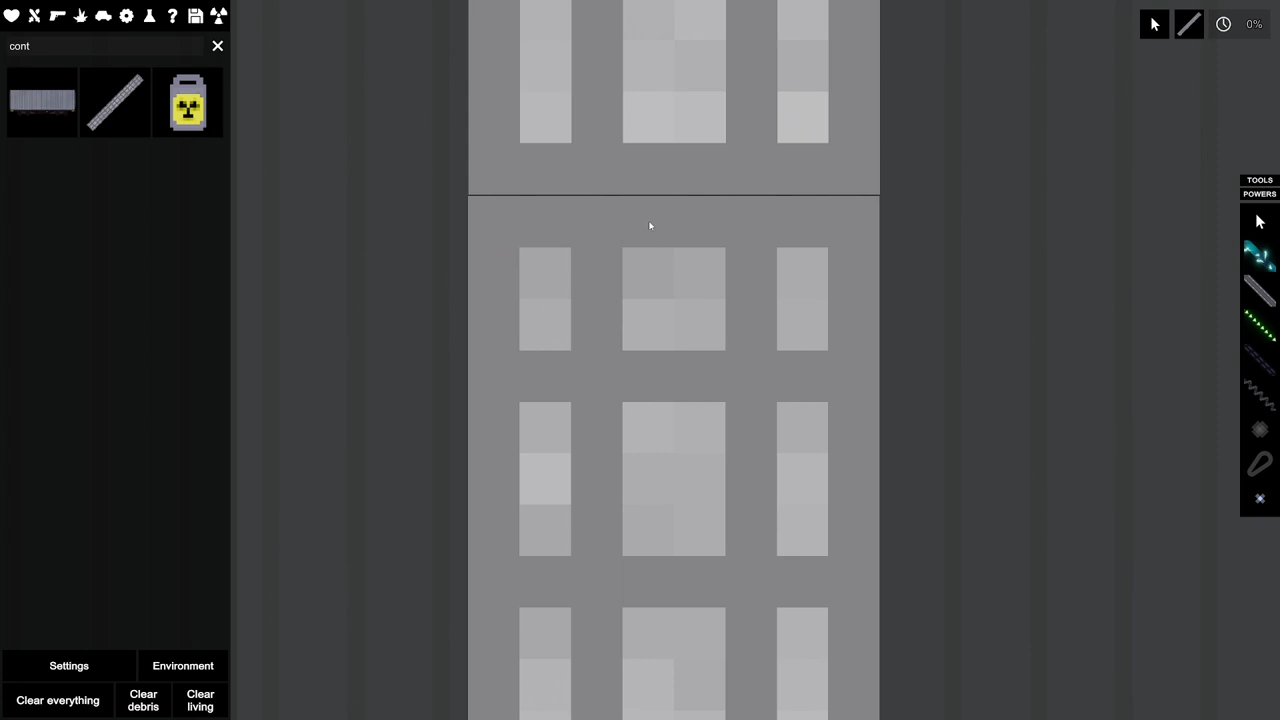 cont
0%
TOOLS
POWERS
Settings
Environment
Clear everything
Clear debris
Clear living